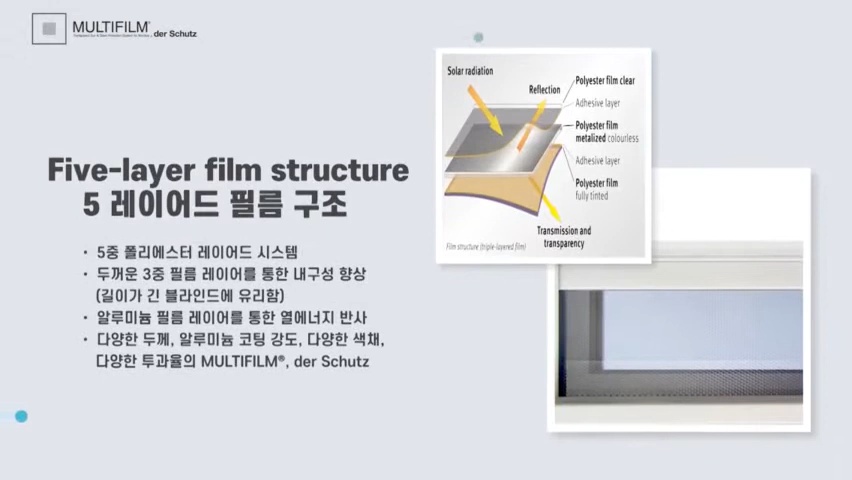 MULTIFILM® der Schutz
Five-layer film structure
5 레이어드 필름 구조
• 5중 폴리에스터 레이어드 시스템
• 두꺼운 3중 필름 레이어를 통한 내구성 향상
(길이가 긴 블라인드에 유리함)
• 알루미늄 필름 레이어를 통한 열에너지 반사
• 다양한 두께, 알루미늄 코팅 강도, 다양한 색채,
다양한 투과율의 MULTIFILM®, der Schutz
Solar radiation
Reflection
Polyester film clear
Adhesive layer
Polyester film
metalized colourless
Adhesive layer
Polyester film
fully tinted
Transmission and
transparency
Film structure (triple-layered film)